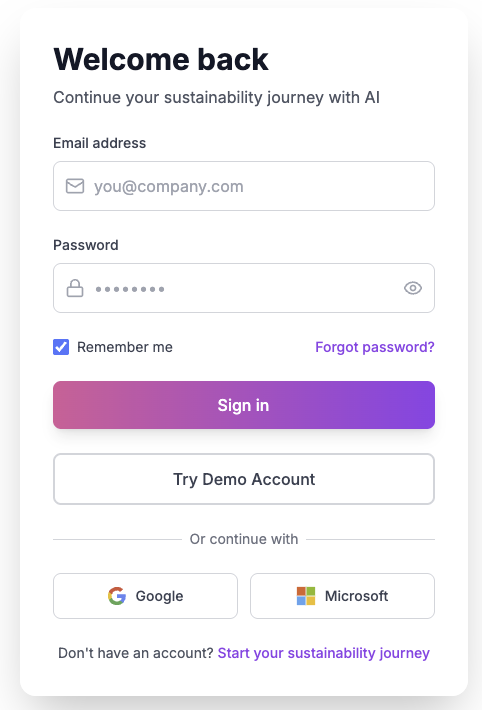 Welcome back
Continue your sustainability journey with AI
Email address
you@company.com
Password
••••••••
Remember me Forgot password?
Sign in
Try Demo Account
Or continue with
Google Microsoft
Don't have an account? Start your sustainability journey